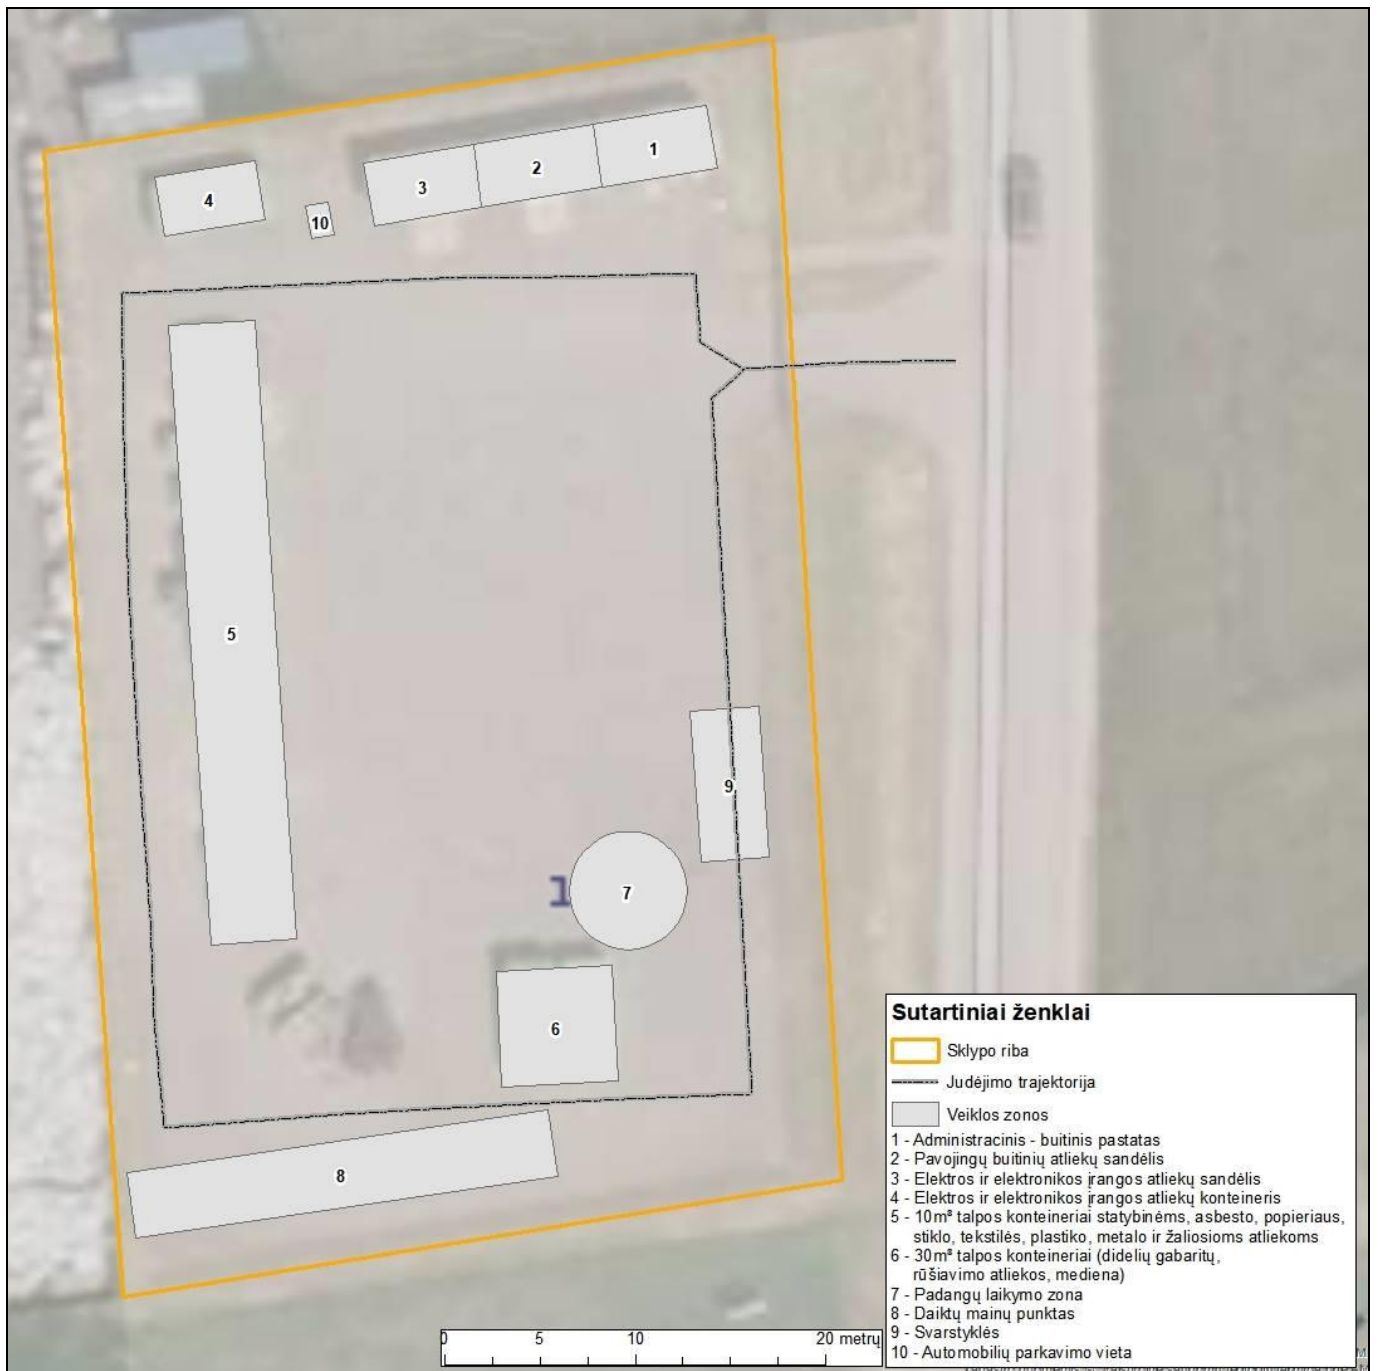 1
2
3
4
10
5
9
1
7
6
8
Sutartiniai ženklai
Sklypo riba
Judėjimo trajektorija
Veiklos zonos
1 - Administracinis - buitinis pastatas
2 - Pavojingų buitinių atliekų sandėlis
3 - Elektros ir elektronikos įrangos atliekų sandėlis
4 - Elektros ir elektronikos įrangos atliekų konteineris
5 - 10m³ talpos konteineriai statybinėms, asbesto, popieriaus,
stiklo, tekstilės, plastiko, metalo ir žaliosioms atliekoms
6 - 30m³ talpos konteineriai (didelių gabaritų,
rūšiavimo atliekos, mediena)
7 - Padangų laikymo zona
8 - Daiktų mainų punktas
9 - Svarstyklės
10 - Automobilių parkavimo vieta
0 5 10 20 metrų